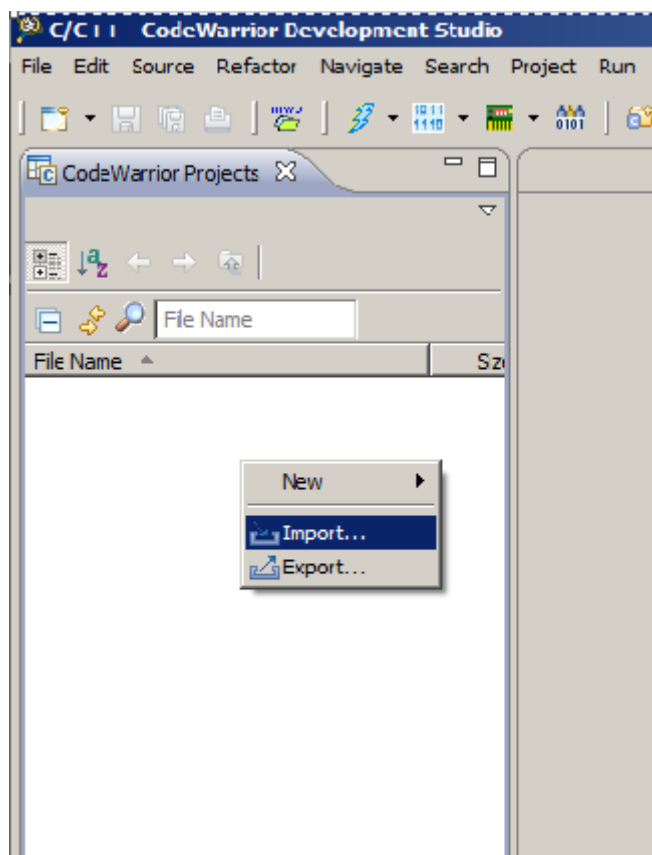 C/C++ CodeWarrior Development Studio
File Edit Source Refactor Navigate Search Project Run
CodeWarrior Projects
File Name
File Name
New
Import...
Export...